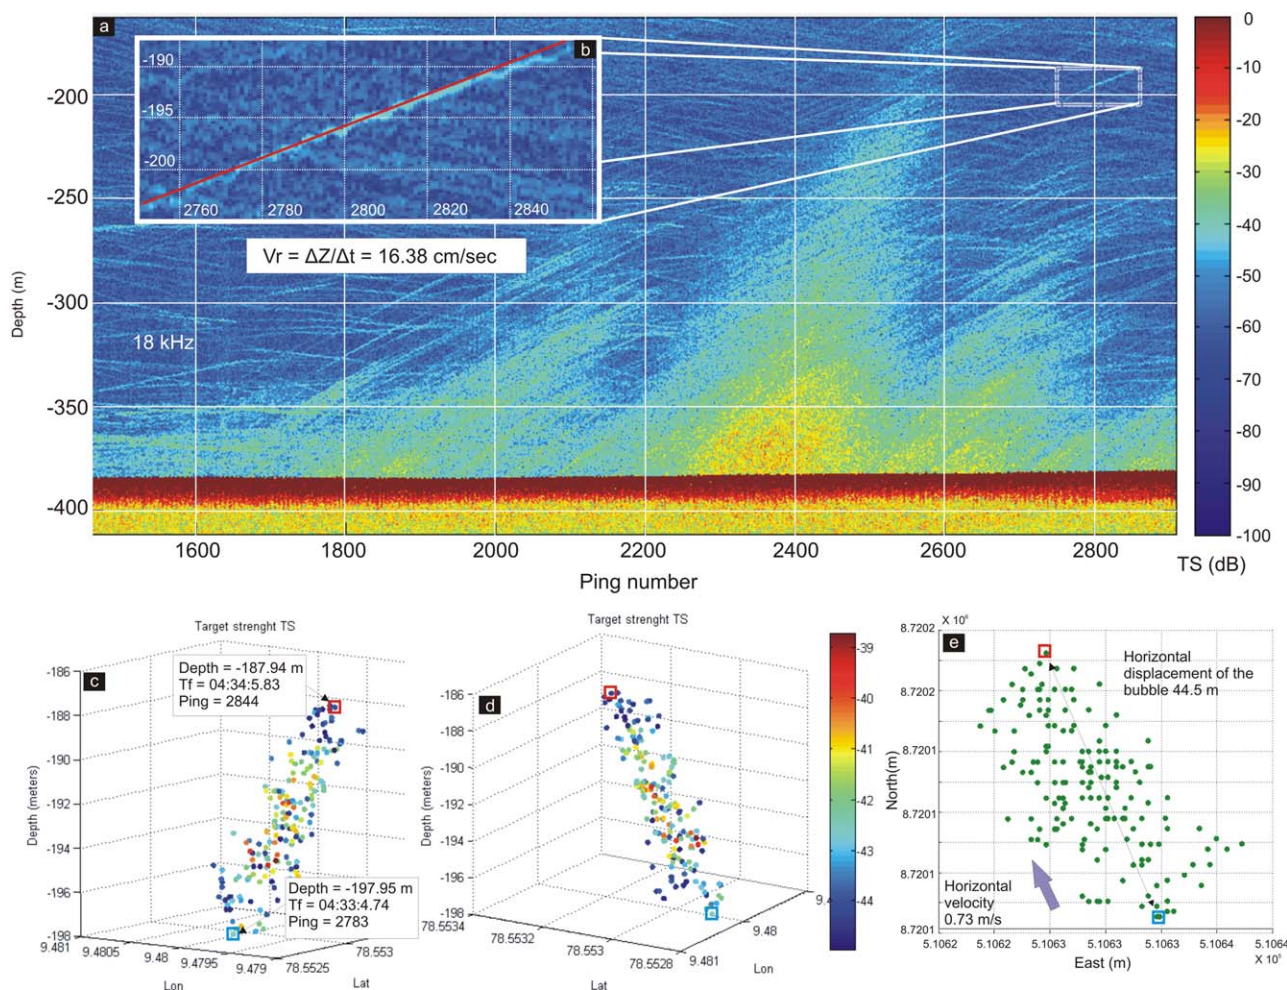 a
b
-190
-195
-200
2760
2780
2800
2820
2840
Vr = ΔZ/Δt = 16.38 cm/sec
18 kHz
Depth (m)
-200
-250
-300
-350
-400
1600
1800
2000
2200
2400
2600
2800
Ping number
0
-10
-20
-30
-40
-50
-60
-70
-80
-90
-100
TS (dB)
Target strenght TS
c
Depth = -187.94 m
Tf = 04:34:5.83
Ping = 2844
Depth = -197.95 m
Tf = 04:33:4.74
Ping = 2783
Depth (meters)
-186
-188
-190
-192
-194
-196
-198
9.481
9.4805
9.48
9.4795
9.479
Lon
78.5525
78.553
Lat
Target strenght TS
d
Depth (meters)
-186
-188
-190
-192
-194
-196
-198
78.5534
78.5532
78.553
78.5528
Lat
9.481
9.48
9.4
Lon
-39
-40
-41
-42
-43
-44
e
X 10⁶
8.7202
8.7202
8.7201
8.7201
8.7201
8.7201
North(m)
Horizontal
displacement of the
bubble 44.5 m
Horizontal
velocity
0.73 m/s
5.1062
5.1063
5.1063
5.1063
5.1064
5.1064
East (m)